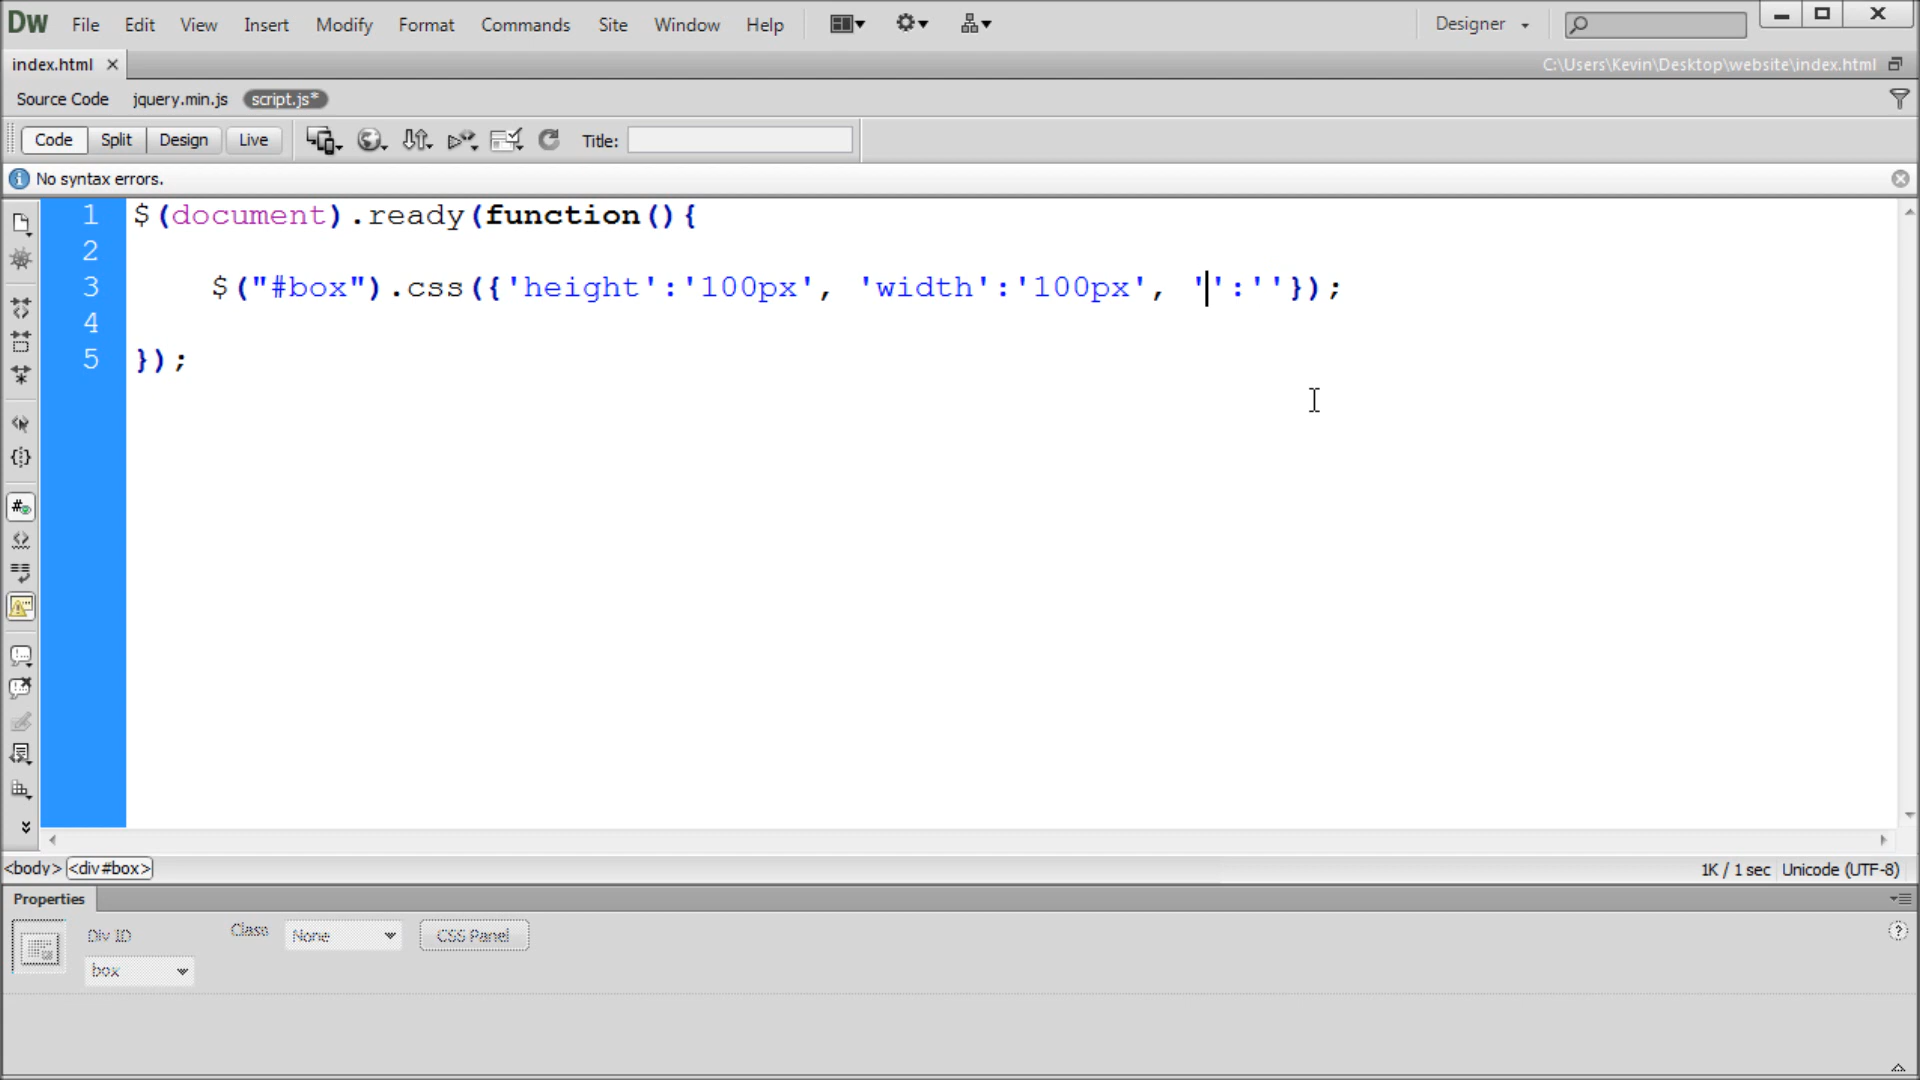 Dw File Edit View Insert Modify Format Commands Site Window Help Designer
index.html C:\Users\Kevin\Desktop\website\index.html
Source Code jquery.min.js script.js*
Code Split Design Live Title:
No syntax errors.
1 $(document).ready(function(){
2
3 $("#box").css({'height':'100px', 'width':'100px', '':''});
4
5 });
<body> <div#box> 1K / 1 sec Unicode (UTF-8)
Properties
Div ID Class None CSS Panel
box